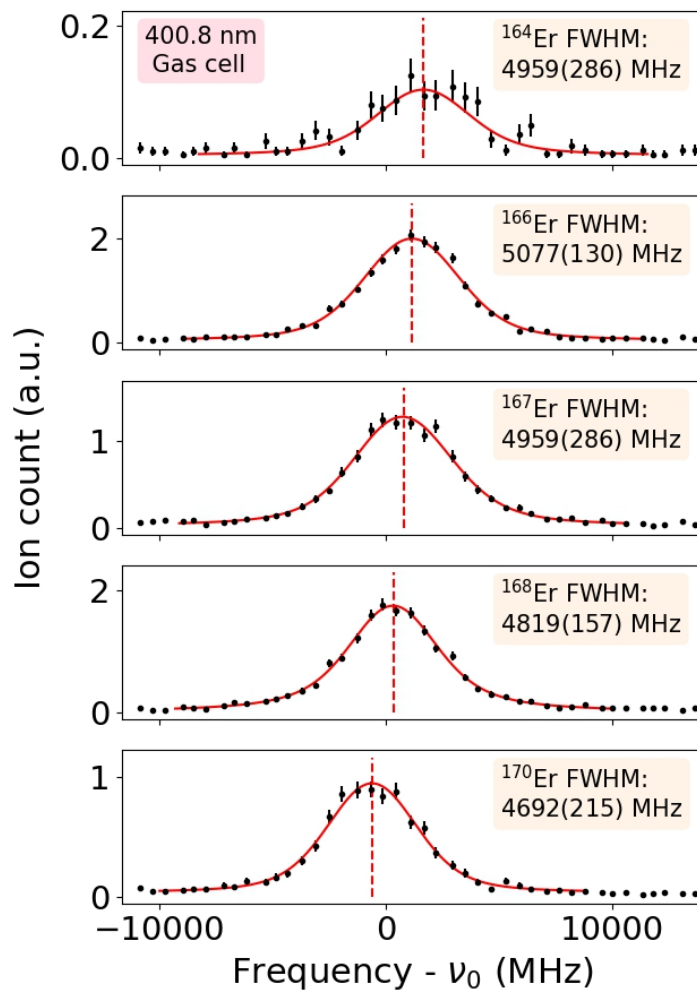 400.8 nm
Gas cell
¹⁶⁴Er FWHM:
4959(286) MHz
0.2
0.0
¹⁶⁶Er FWHM:
5077(130) MHz
2
0
¹⁶⁷Er FWHM:
4959(286) MHz
1
0
¹⁶⁸Er FWHM:
4819(157) MHz
2
0
¹⁷⁰Er FWHM:
4692(215) MHz
1
0
Ion count (a.u.)
−10000 0 10000
Frequency - ν₀ (MHz)